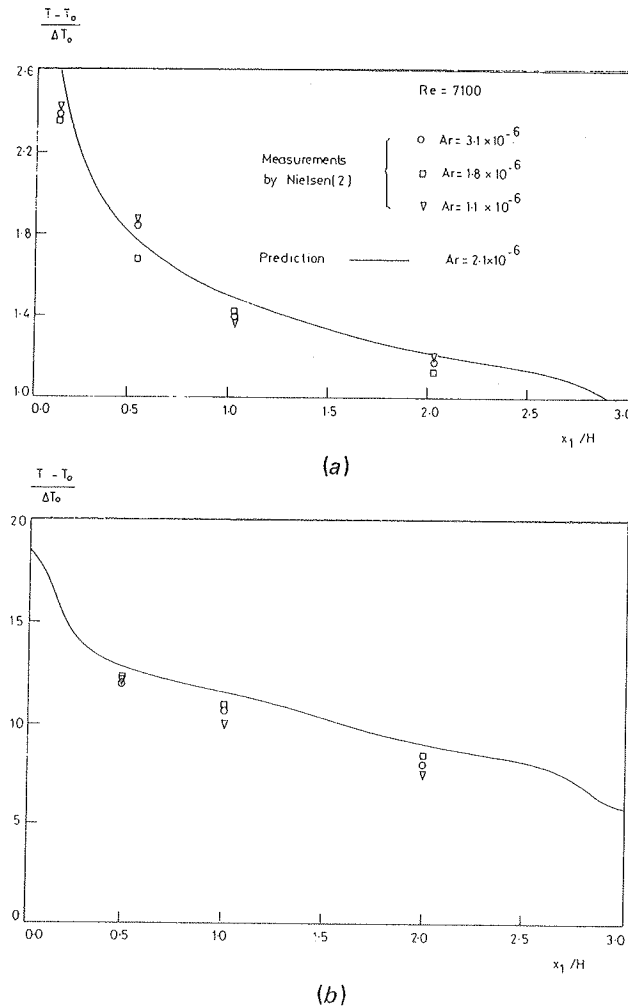 T - T₀
ΔT₀
2·6
2·2
1·8
1·4
1·0
Re = 7100
Measurements
by Nielsen(2)
○ Ar = 3·1 × 10⁻⁶
□ Ar = 1·8 × 10⁻⁶
▽ Ar = 1·1 × 10⁻⁶
Prediction —— Ar = 2·1×10⁻⁶
0·0 0·5 1·0 1·5 2·0 2·5 3·0
x₁ /H
(a)
T - T₀
ΔT₀
20
15
10
5
0
0·0 0·5 1·0 1·5 2·0 2·5 3·0
x₁ /H
(b)